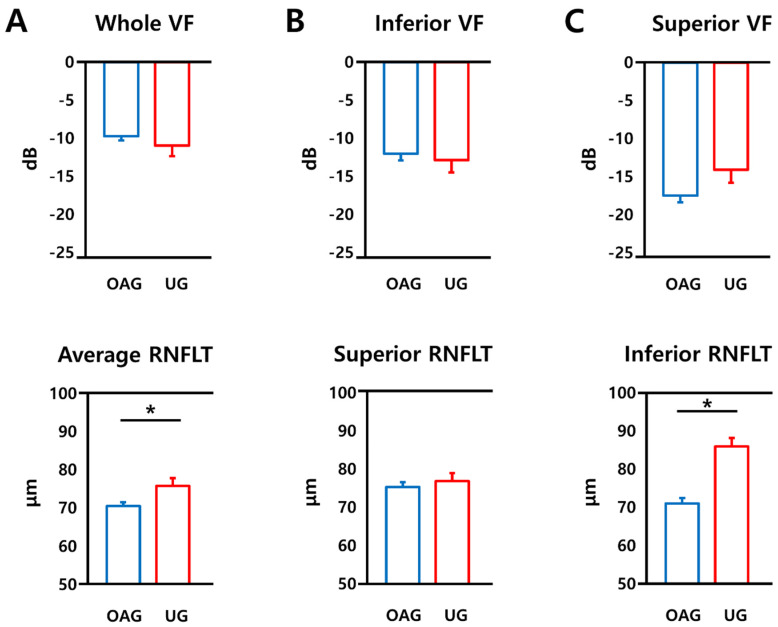 A
Whole VF
0
-5
-10
-15
-20
-25
dB
OAG UG
B
Inferior VF
0
-5
-10
-15
-20
-25
dB
OAG UG
C
Superior VF
0
-5
-10
-15
-20
-25
dB
OAG UG
Average RNFLT
100
90
80
70
60
50
µm
*
OAG UG
Superior RNFLT
100
90
80
70
60
50
µm
OAG UG
Inferior RNFLT
100
90
80
70
60
50
µm
*
OAG UG